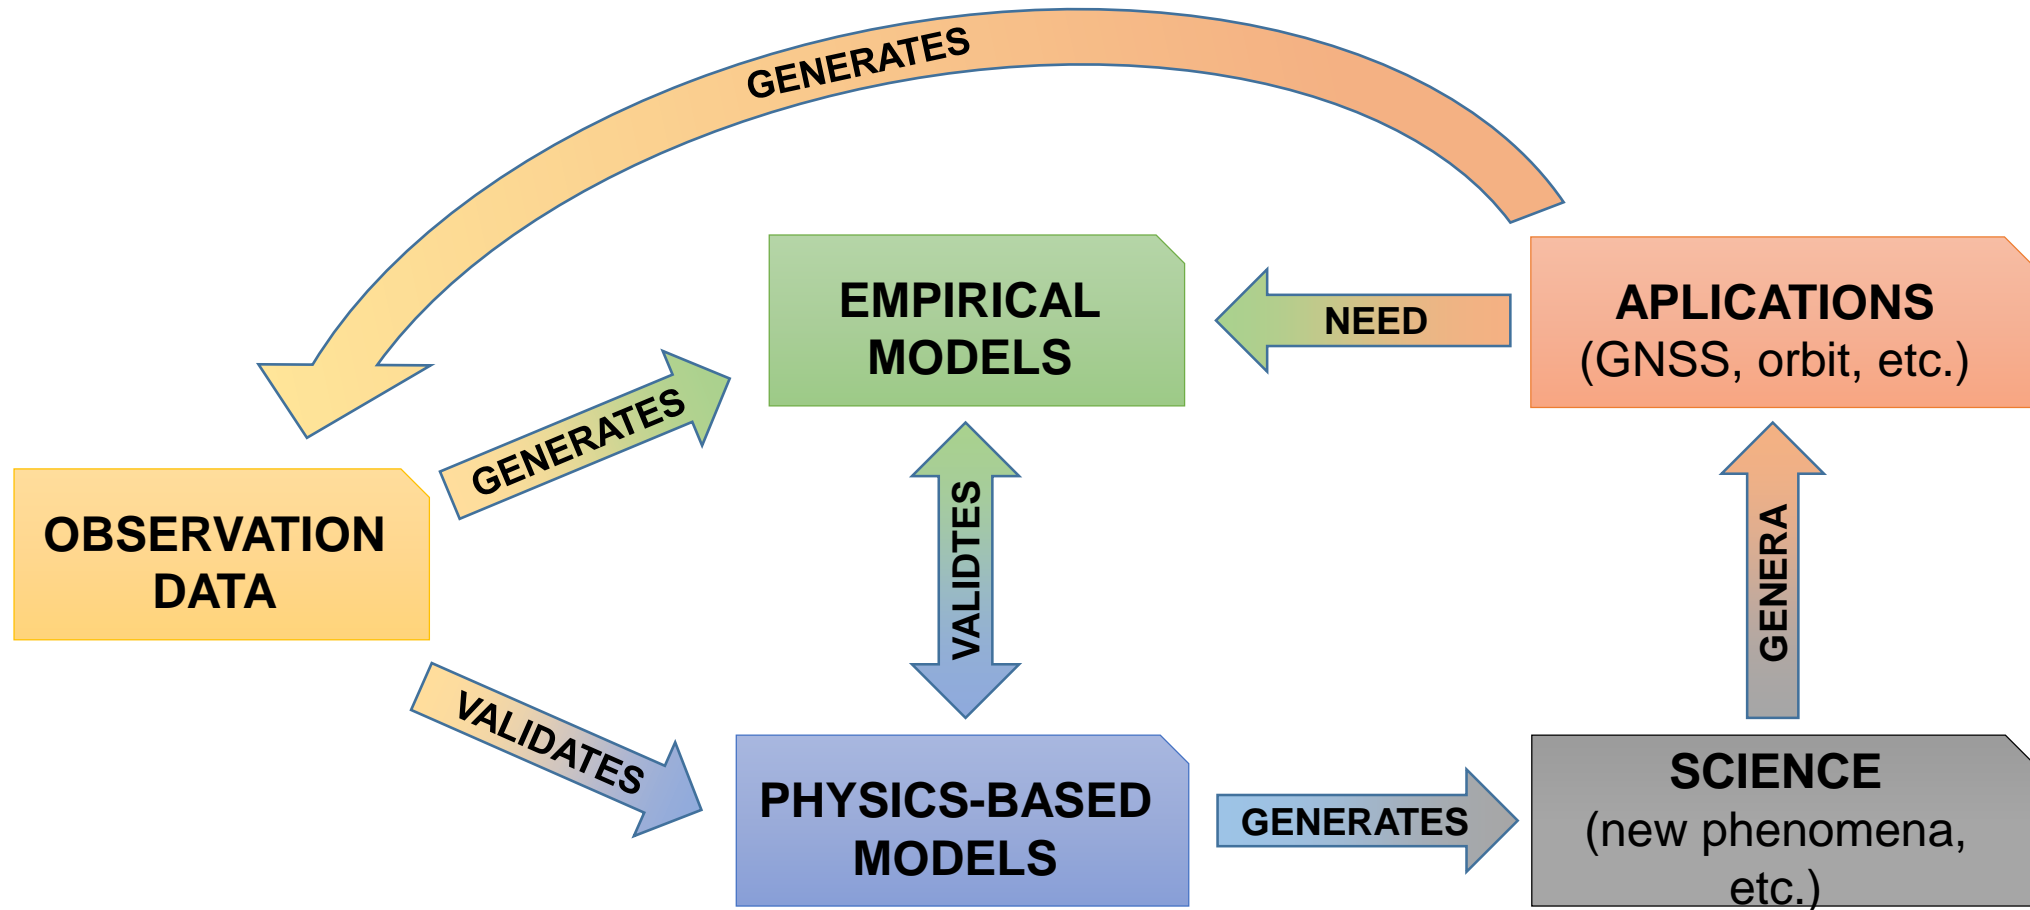 GENERATES
EMPIRICAL
MODELS
NEED
APLICATIONS
(GNSS, orbit, etc.)
GENERATES
OBSERVATION
DATA
VALIDTES
GENERA
VALIDATES
PHYSICS-BASED
MODELS
GENERATES
SCIENCE
(new phenomena,
etc.)